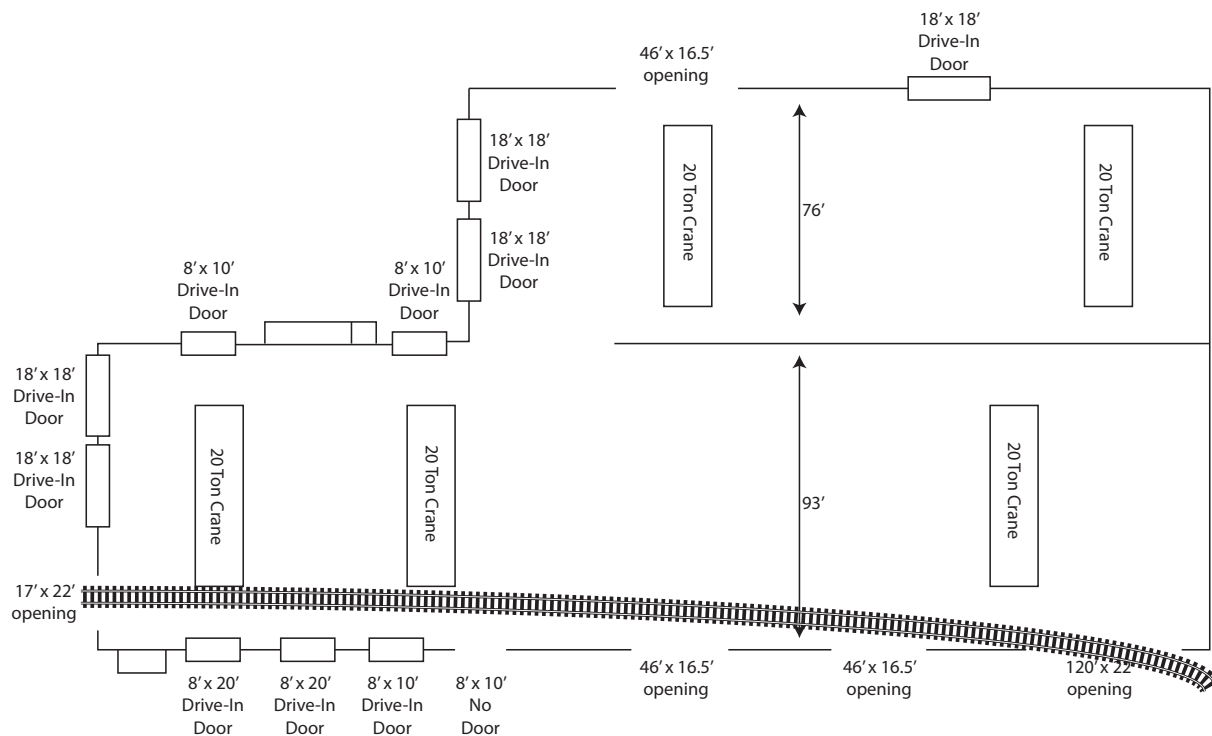 18’ x 18’
Drive-In
Door
46’ x 16.5’
opening
18’ x 18’
Drive-In
Door
20 Ton Crane
20 Ton Crane
76’
18’ x 18’
Drive-In
Door
8’ x 10’
Drive-In
Door
8’ x 10’
Drive-In
Door
18’ x 18’
Drive-In
Door
18’ x 18’
Drive-In
Door
20 Ton Crane
20 Ton Crane
20 Ton Crane
93’
17’ x 22’
opening
8’ x 20’
Drive-In
Door
8’ x 20’
Drive-In
Door
8’ x 10’
Drive-In
Door
8’ x 10’
No
Door
46’ x 16.5’
opening
46’ x 16.5’
opening
120’ x 22’
opening